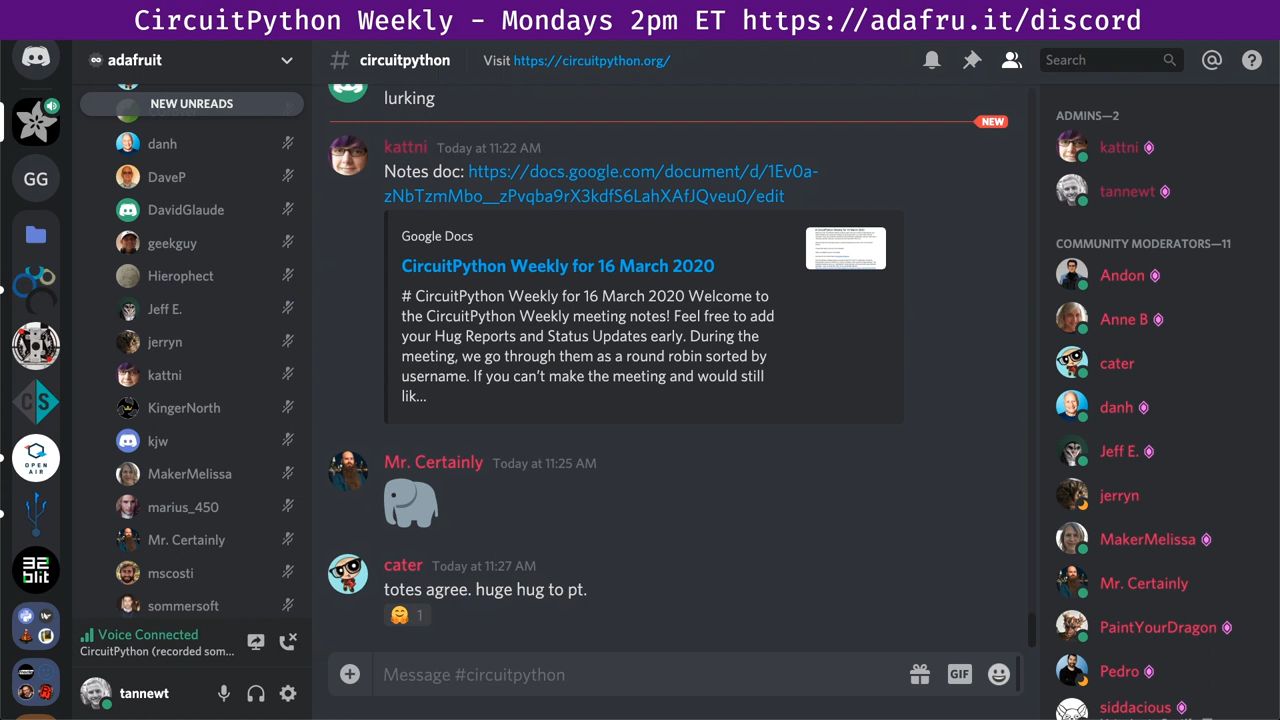 CircuitPython Weekly – Mondays 2pm ET https://adafru.it/discord
adafruit
NEW UNREADS
danh
DaveP
DavidGlaude
hierophect
Jeff E.
jerryn
kattni
KingerNorth
kjw
MakerMelissa
marius_450
Mr. Certainly
mscosti
sommersoft
Voice Connected
CircuitPython (recorded som...
tannewt
GG
CS
OPEN AIR
32 blit
# circuitpython
Visit https://circuitpython.org/
Search
lurking
NEW
kattni Today at 11:22 AM
Notes doc: https://docs.google.com/document/d/1Ev0a-
zNbTzmMbo__zPvqba9rX3kdfS6LahXAfJQveu0/edit
Google Docs
CircuitPython Weekly for 16 March 2020
# CircuitPython Weekly for 16 March 2020 Welcome to
the CircuitPython Weekly meeting notes! Feel free to add
your Hug Reports and Status Updates early. During the
meeting, we go through them as a round robin sorted by
username. If you can’t make the meeting and would still
lik...
Mr. Certainly Today at 11:25 AM
cater Today at 11:27 AM
totes agree. huge hug to pt.
1
Message #circuitpython
GIF
ADMINS—2
kattni
tannewt
COMMUNITY MODERATORS—11
Andon
Anne B
cater
danh
Jeff E.
jerryn
MakerMelissa
Mr. Certainly
PaintYourDragon
Pedro
siddacious